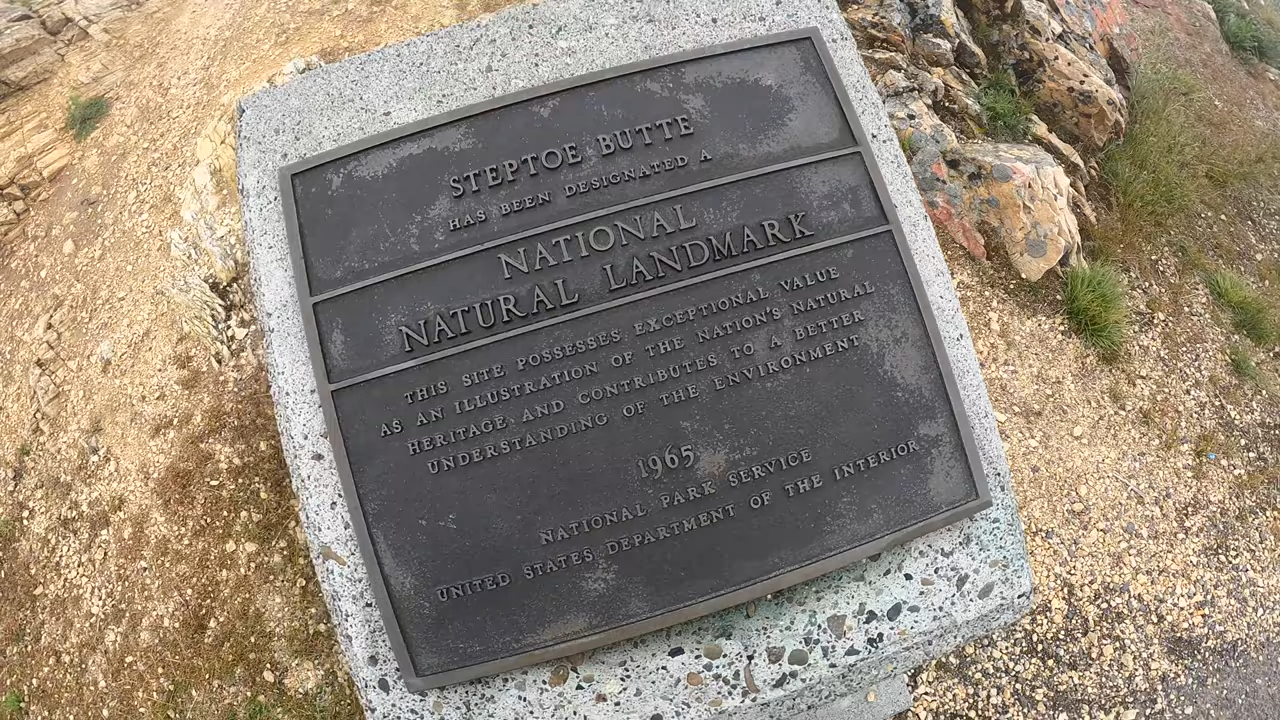 STEPTOE BUTTE
HAS BEEN DESIGNATED A
NATIONAL
NATURAL LANDMARK
THIS SITE POSSESSES EXCEPTIONAL VALUE
AS AN ILLUSTRATION OF THE NATION'S NATURAL
HERITAGE AND CONTRIBUTES TO A BETTER
UNDERSTANDING OF THE ENVIRONMENT
1965
NATIONAL PARK SERVICE
UNITED STATES DEPARTMENT OF THE INTERIOR